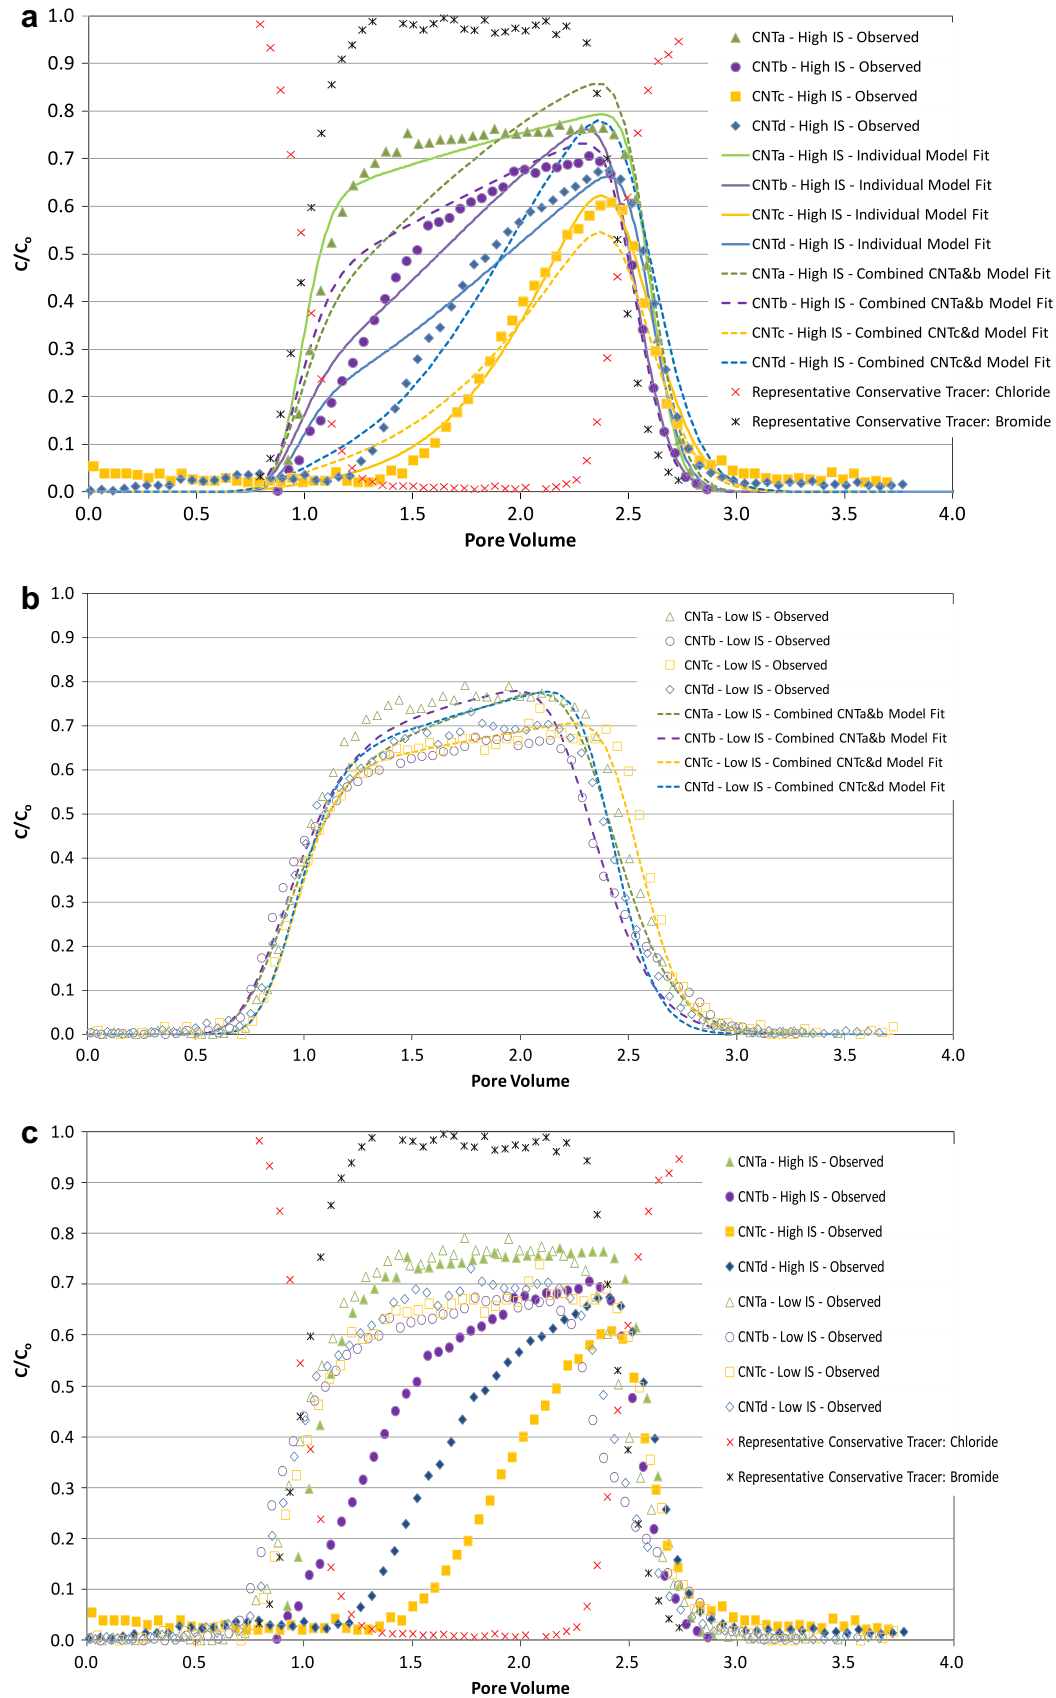 a
1.0
0.9
0.8
0.7
0.6
0.5
0.4
0.3
0.2
0.1
0.0
C/Co
0.0 0.5 1.0 1.5 2.0 2.5 3.0 3.5 4.0
Pore Volume
CNTa - High IS - Observed
CNTb - High IS - Observed
CNTc - High IS - Observed
CNTd - High IS - Observed
CNTa - High IS - Individual Model Fit
CNTb - High IS - Individual Model Fit
CNTc - High IS - Individual Model Fit
CNTd - High IS - Individual Model Fit
CNTa - High IS - Combined CNTa&b Model Fit
CNTb - High IS - Combined CNTa&b Model Fit
CNTc - High IS - Combined CNTc&d Model Fit
CNTd - High IS - Combined CNTc&d Model Fit
Representative Conservative Tracer: Chloride
Representative Conservative Tracer: Bromide
b
1.0
0.9
0.8
0.7
0.6
0.5
0.4
0.3
0.2
0.1
0.0
C/Co
0.0 0.5 1.0 1.5 2.0 2.5 3.0 3.5 4.0
Pore Volume
CNTa - Low IS - Observed
CNTb - Low IS - Observed
CNTc - Low IS - Observed
CNTd - Low IS - Observed
CNTa - Low IS - Combined CNTa&b Model Fit
CNTb - Low IS - Combined CNTa&b Model Fit
CNTc - Low IS - Combined CNTc&d Model Fit
CNTd - Low IS - Combined CNTc&d Model Fit
c
1.0
0.9
0.8
0.7
0.6
0.5
0.4
0.3
0.2
0.1
0.0
C/Co
0.0 0.5 1.0 1.5 2.0 2.5 3.0 3.5 4.0
Pore Volume
CNTa - High IS - Observed
CNTb - High IS - Observed
CNTc - High IS - Observed
CNTd - High IS - Observed
CNTa - Low IS - Observed
CNTb - Low IS - Observed
CNTc - Low IS - Observed
CNTd - Low IS - Observed
Representative Conservative Tracer: Chloride
Representative Conservative Tracer: Bromide